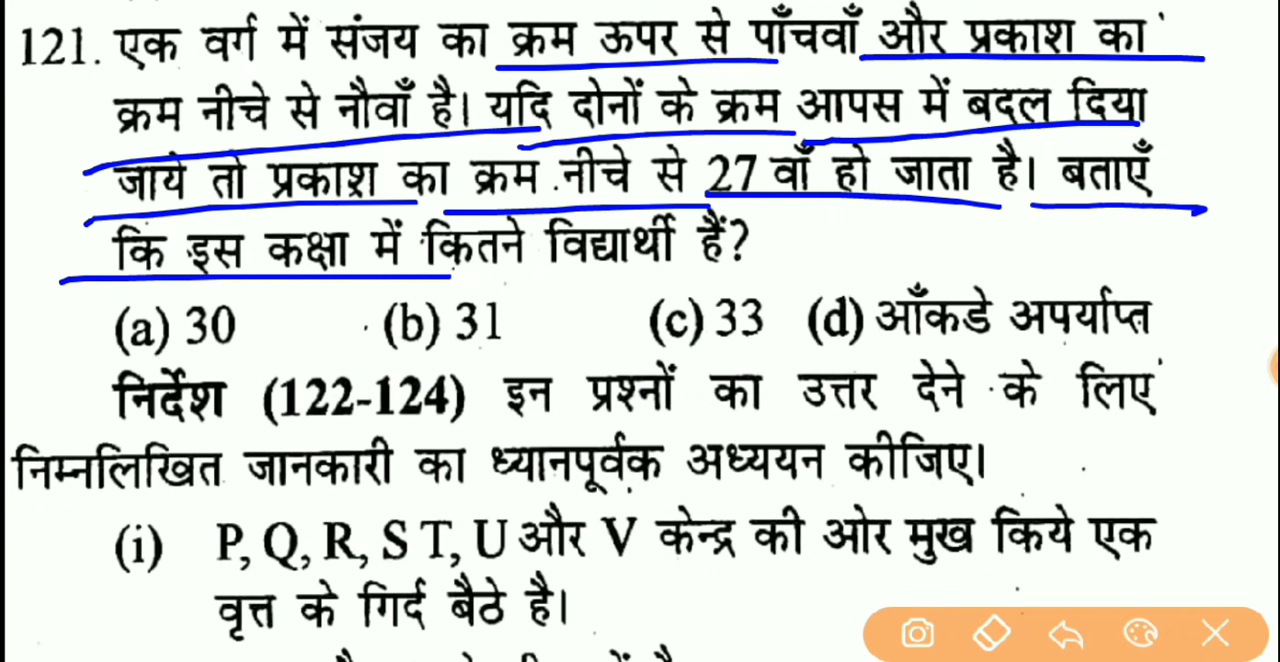 121. एक वर्ग में संजय का क्रम ऊपर से पाँचवाँ और प्रकाश का
क्रम नीचे से नौवाँ है। यदि दोनों के क्रम आपस में बदल दिया
जाये तो प्रकाश का क्रम नीचे से 27 वाँ हो जाता है। बताएँ
कि इस कक्षा में कितने विद्यार्थी हैं?
(a) 30 (b) 31 (c) 33 (d) आँकडे अपर्याप्त
निर्देश (122-124) इन प्रश्नों का उत्तर देने के लिए
निम्नलिखित जानकारी का ध्यानपूर्वक अध्ययन कीजिए।
(i) P, Q, R, S T, U और V केन्द्र की ओर मुख किये एक
वृत्त के गिर्द बैठे है।